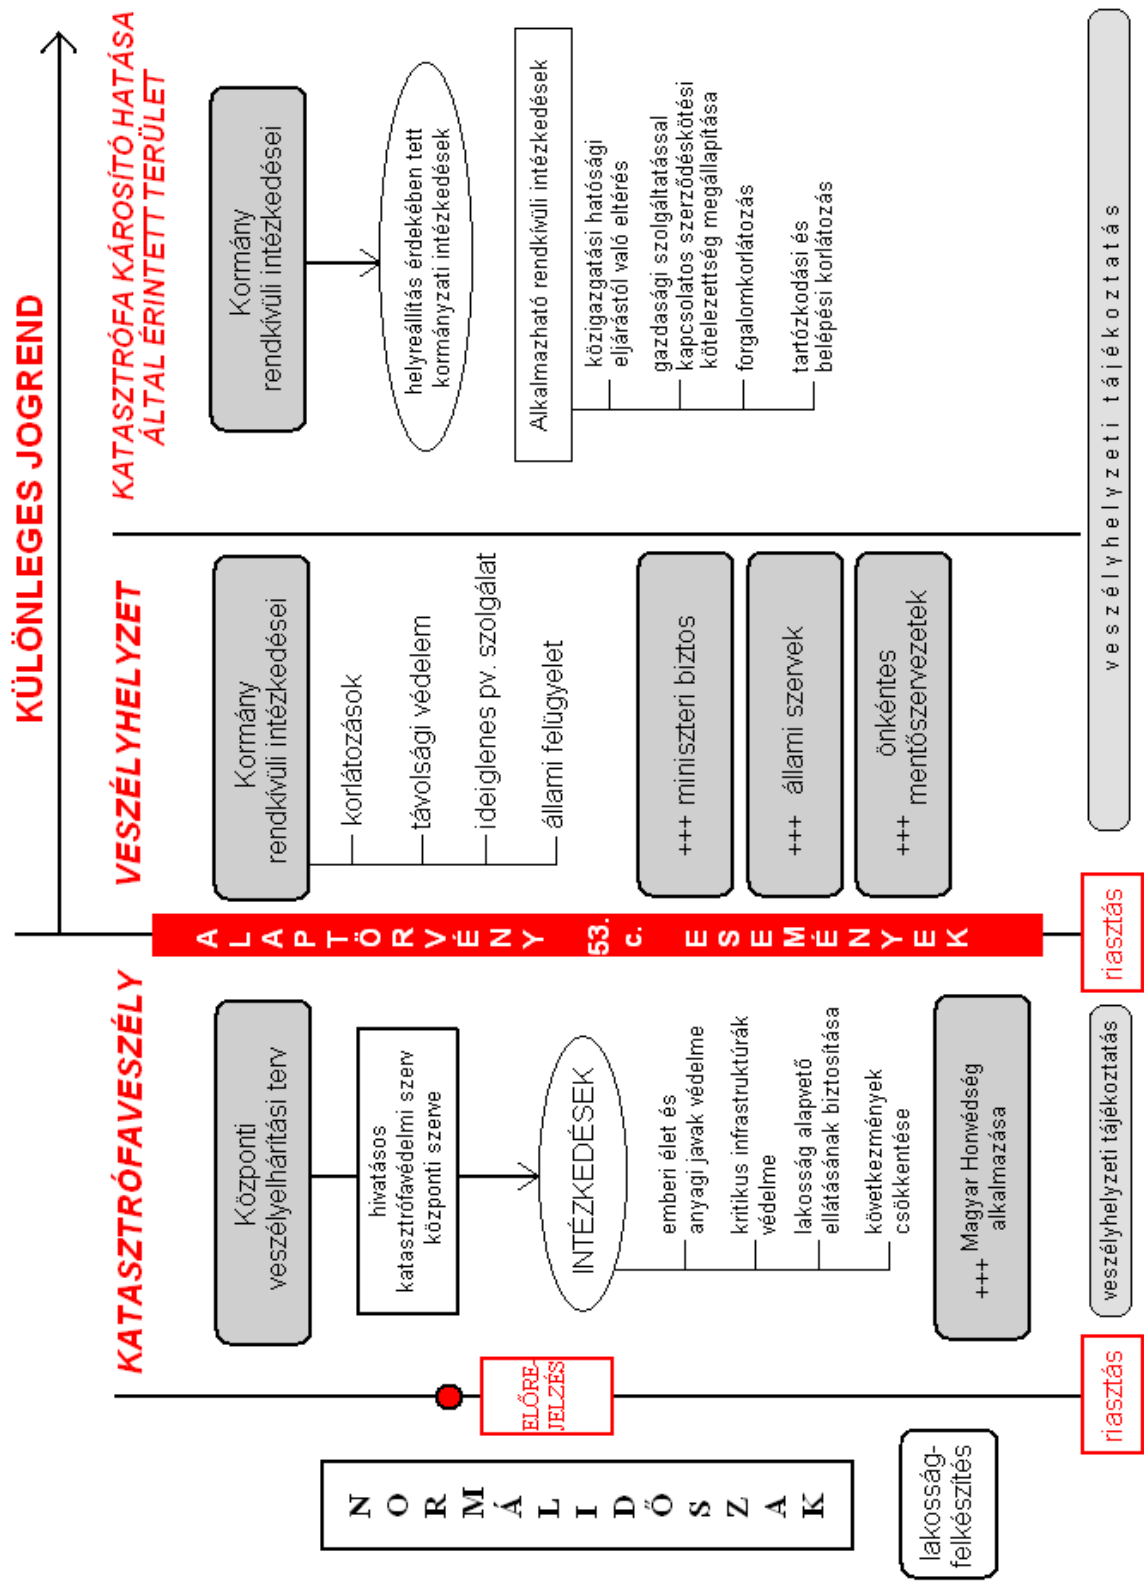 KÜLÖNLEGES JOGREND
NORMÁL IDŐSZAK
lakosság-
felkészítés
ELŐRE-
JELZÉS
riasztás
KATASZTRÓFAVESZÉLY
Központi
veszélyelhárítási terv
hivatásos
katasztrófavédelmi szerv
központi szerve
INTÉZKEDÉSEK
emberi élet és
anyagi javak védelme
kritikus infrastruktúrák
védelme
lakosság alapvető
ellátásának biztosítása
következmények
csökkentése
+++ Magyar Honvédség
alkalmazása
veszélyhelyzeti tájékoztatás
ALAPTÖRVÉNY 53. c. ESEMÉNYEK
riasztás
VESZÉLYHELYZET
Kormány
rendkívüli intézkedései
korlátozások
távolsági védelem
ideiglenes pv. szolgálat
állami felügyelet
+++ miniszteri biztos
+++ állami szervek
önkéntes
+++ mentőszervezetek
KATASZTRÓFA KÁROSÍTÓ HATÁSA
ÁLTAL ÉRINTETT TERÜLET
Kormány
rendkívüli intézkedései
helyreállítás érdekében tett
kormányzati intézkedések
Alkalmazható rendkívüli intézkedések
közigazgatási hatósági
eljárástól való eltérés
gazdasági szolgáltatással
kapcsolatos szerződéskötési
kötelezettség megállapítása
forgalomkorlátozás
tartózkodási és
belépési korlátozás
veszélyhelyzeti tájékoztatás